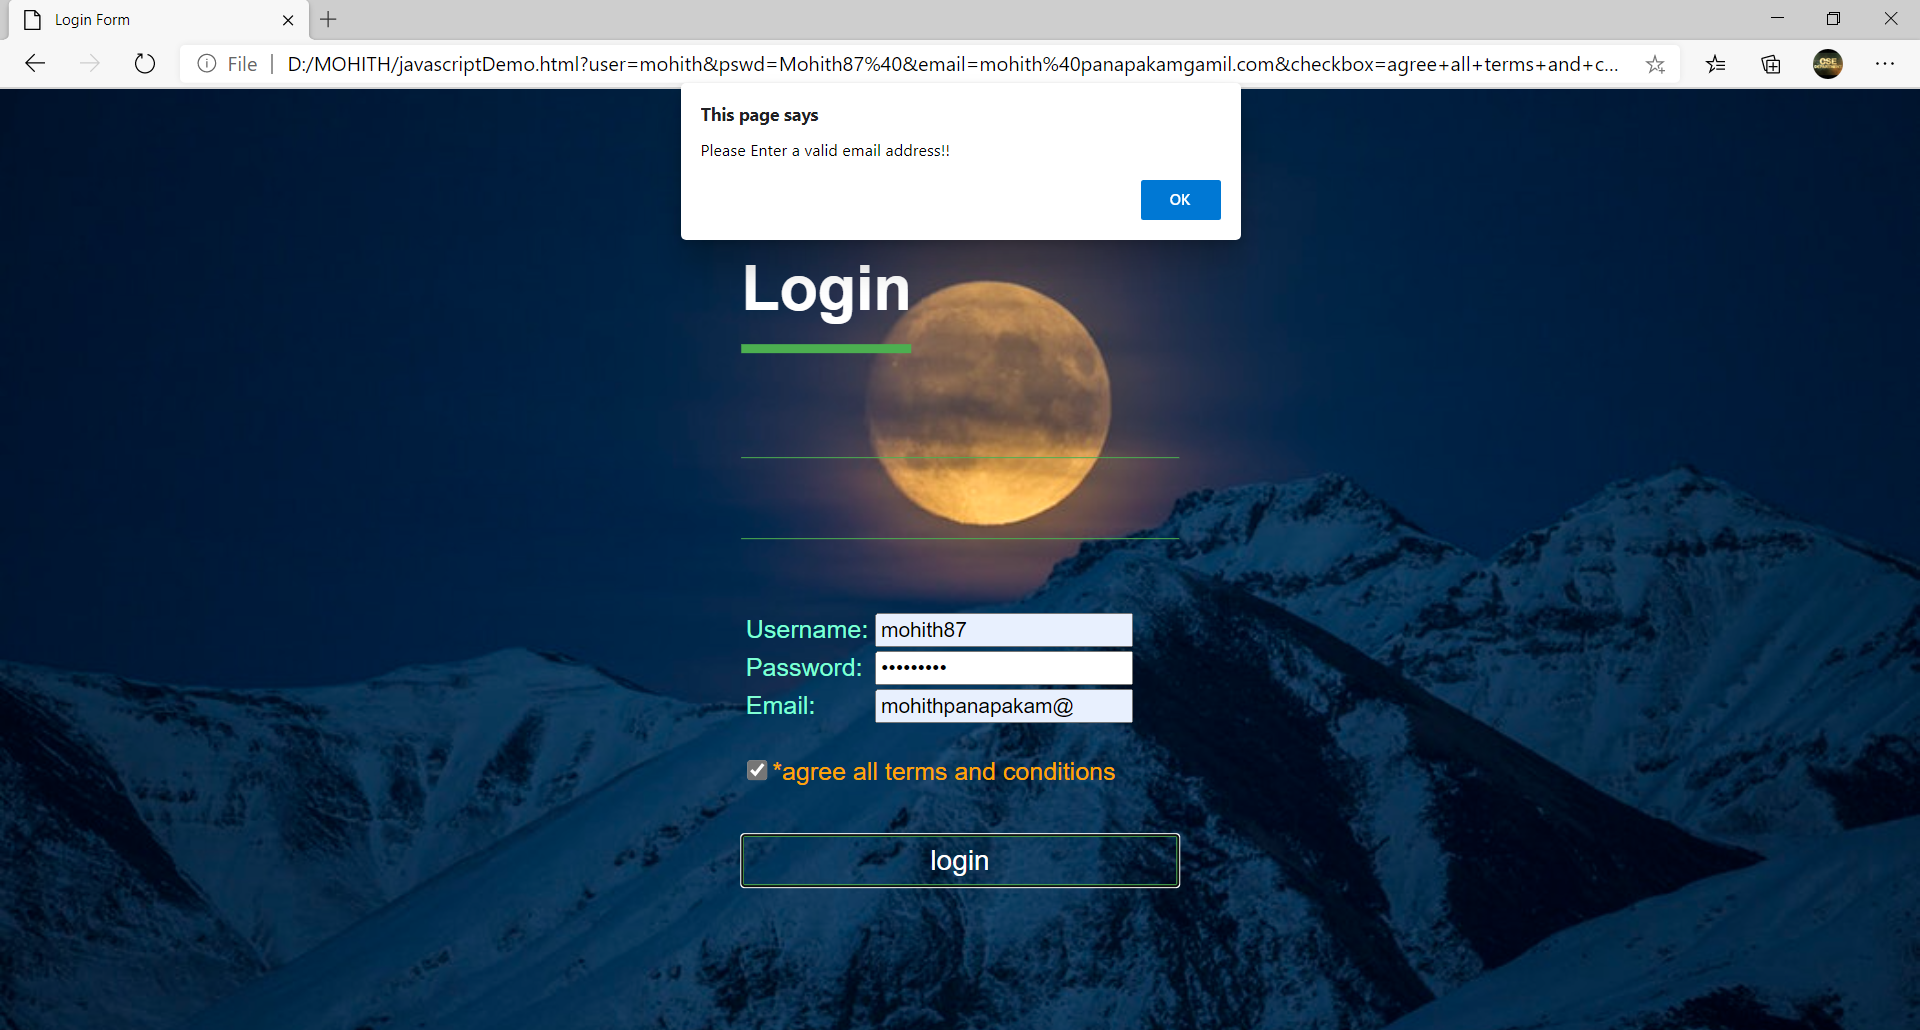 Login Form
File
D:/MOHITH/javascriptDemo.html?user=mohith&pswd=Mohith87%40&email=mohith%40panapakamgamil.com&checkbox=agree+all+terms+and+c...
CSE
This page says
Please Enter a valid email address!!
OK
Login
Username: mohith87
Password: •••••••••
Email: mohithpanapakam@
*agree all terms and conditions
login